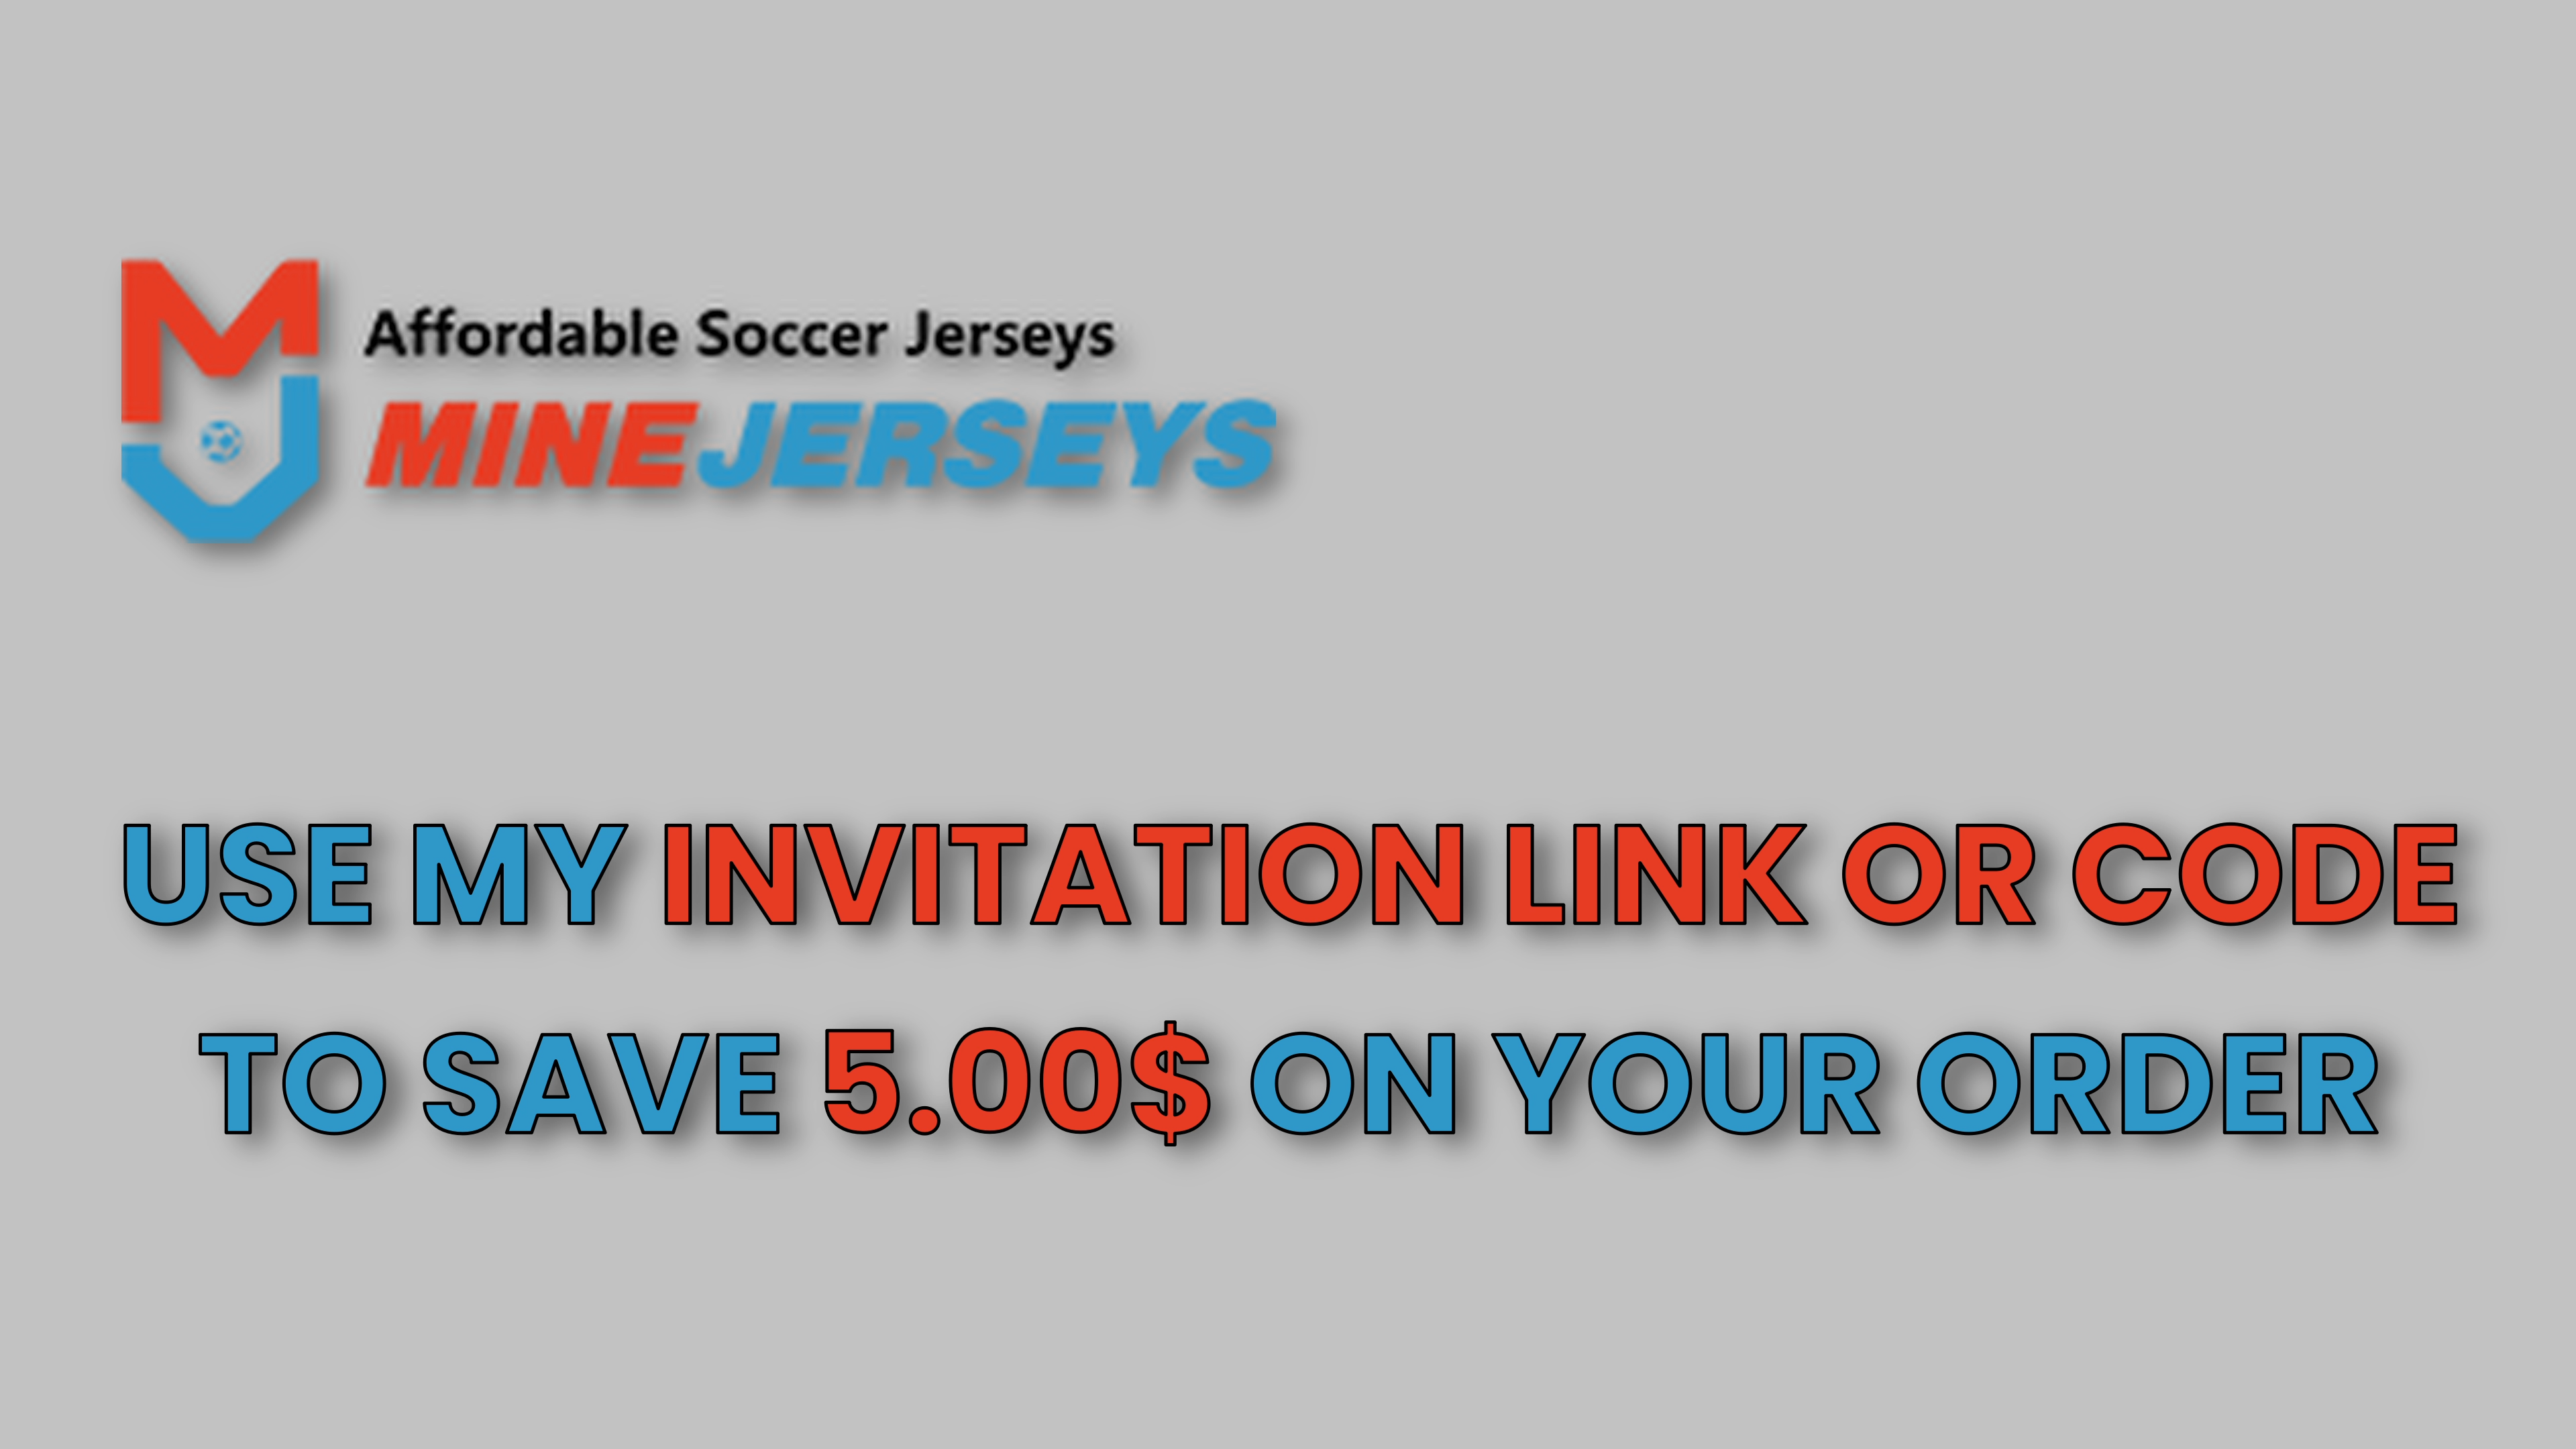 Affordable Soccer Jerseys
MINEJERSEYS
USE MY INVITATION LINK OR CODE
TO SAVE 5.00$ ON YOUR ORDER